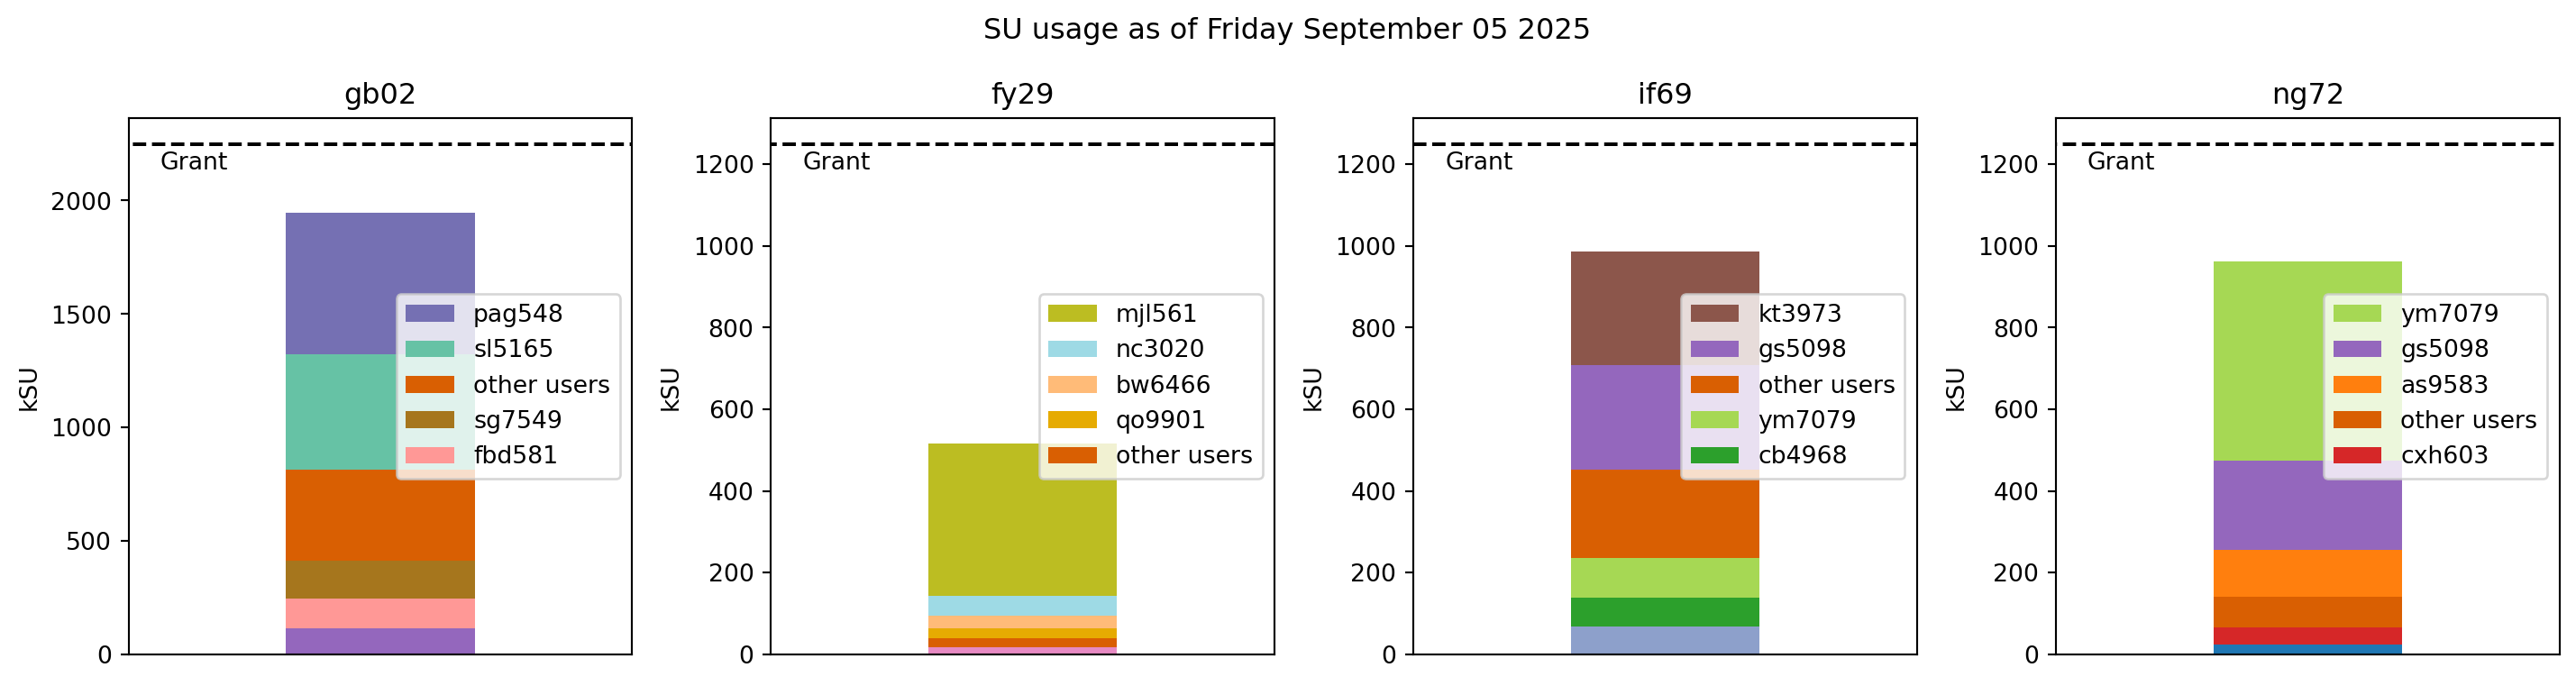 SU usage as of Friday September 05 2025
gb02
kSU
2000
1500
1000
500
0
Grant
pag548
sl5165
other users
sg7549
fbd581
fy29
kSU
1200
1000
800
600
400
200
0
Grant
mjl561
nc3020
bw6466
qo9901
other users
if69
kSU
1200
1000
800
600
400
200
0
Grant
kt3973
gs5098
other users
ym7079
cb4968
ng72
kSU
1200
1000
800
600
400
200
0
Grant
ym7079
gs5098
as9583
other users
cxh603